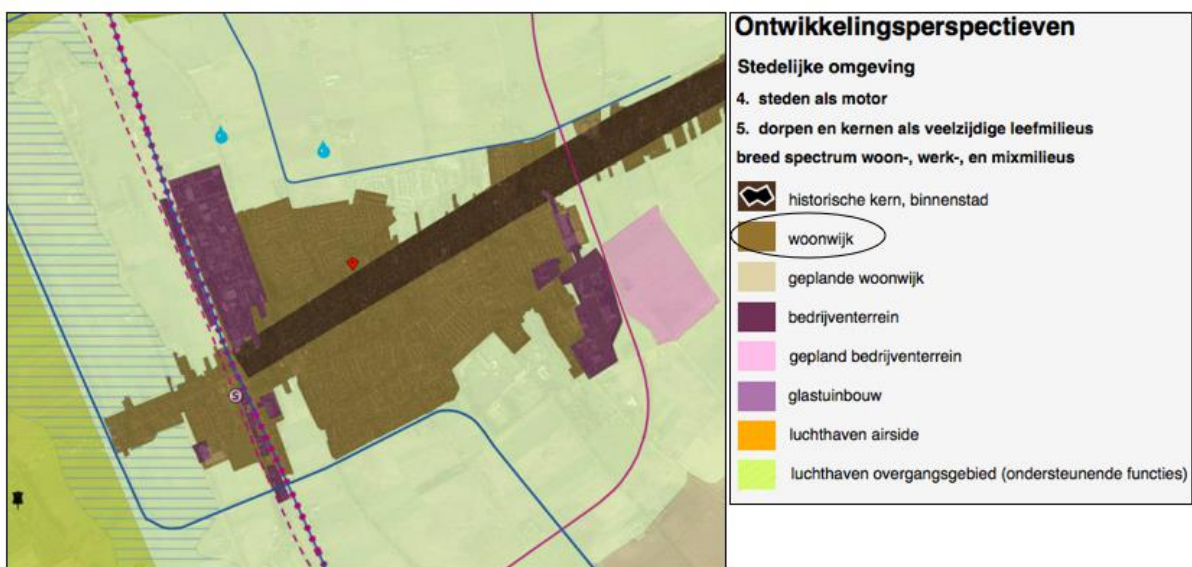 Ontwikkelingsperspectieven
Stedelijke omgeving
4. steden als motor
5. dorpen en kernen als veelzijdige leefmilieus
breed spectrum woon-, werk-, en mixmilieus
historische kern, binnenstad
woonwijk
geplande woonwijk
bedrijventerrein
gepland bedrijventerrein
glastuinbouw
luchthaven airside
luchthaven overgangsgebied (ondersteunende functies)
S